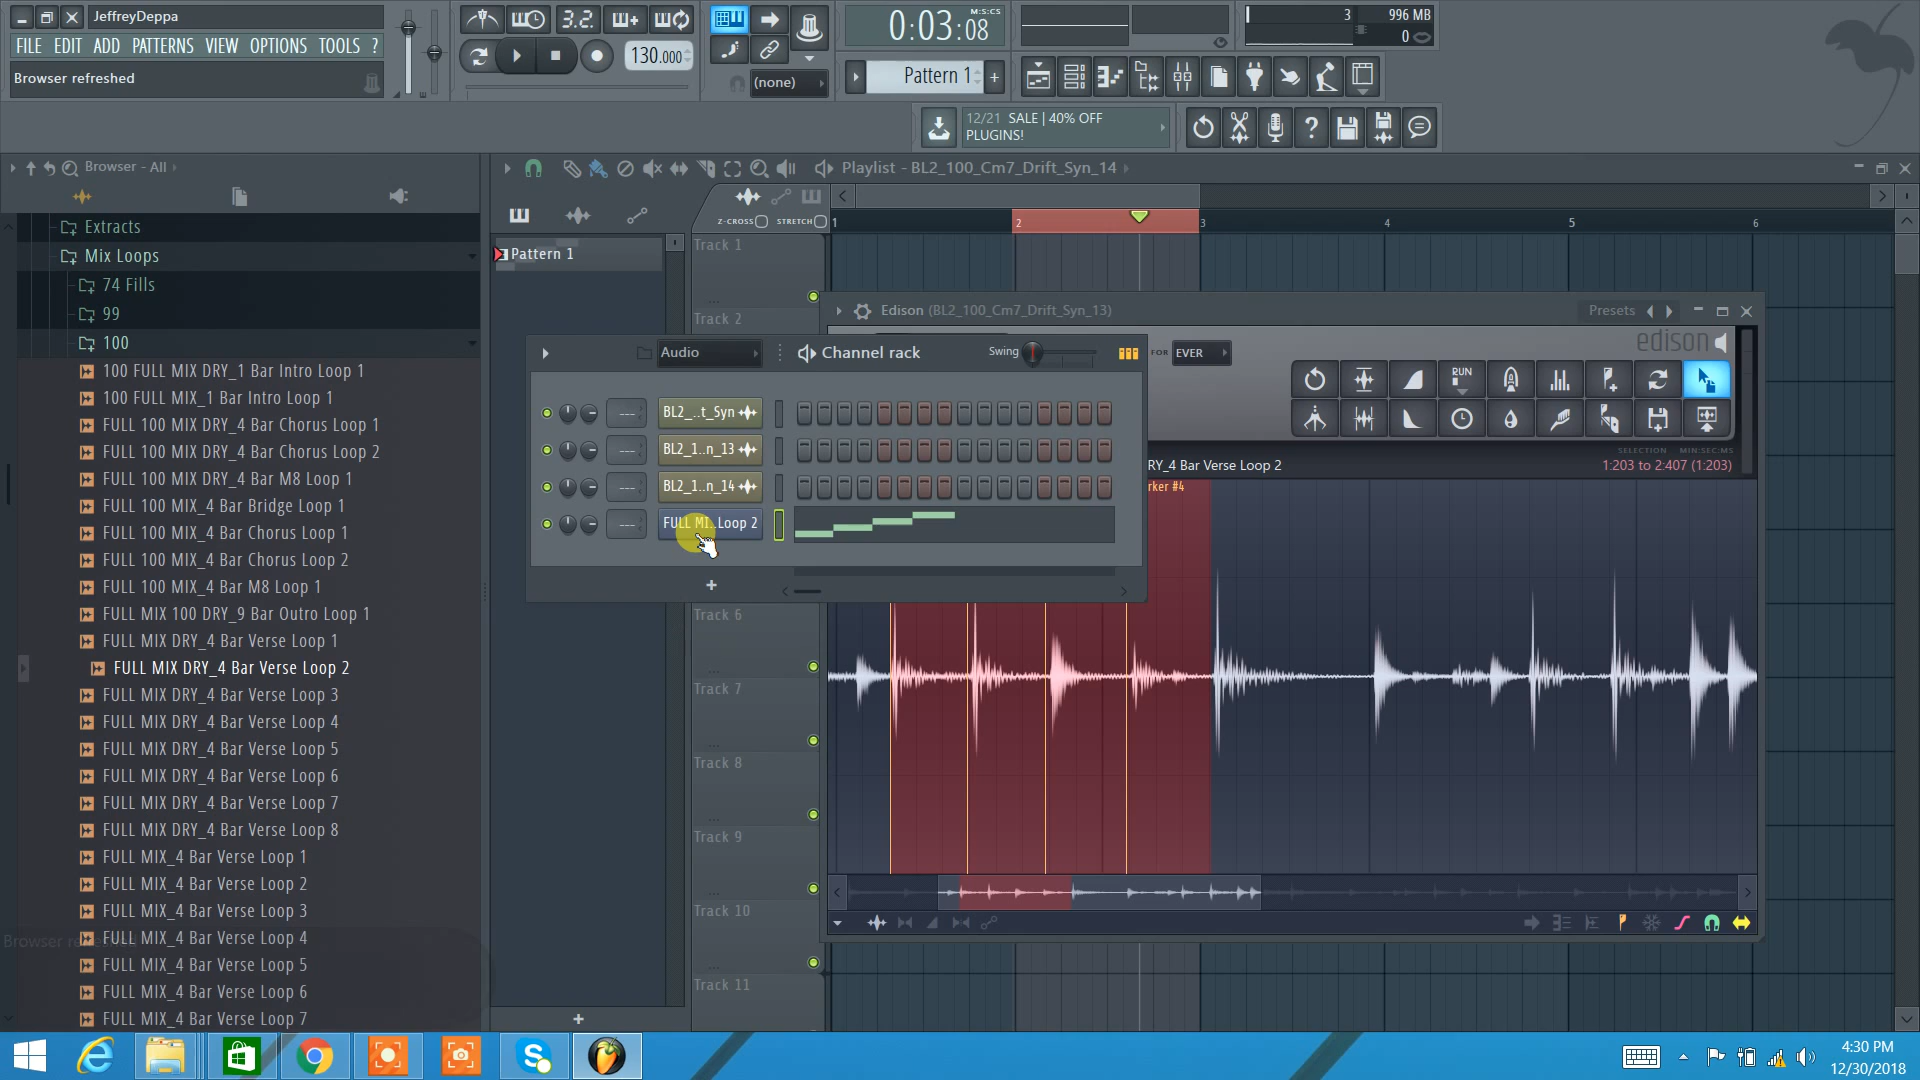 JeffreyDeppa
FILE EDIT ADD PATTERNS VIEW OPTIONS TOOLS ?
Browser refreshed
3.2.
130.000
(none)
M:S:CS
0:03:08
Pattern 1
3
996 MB
0
12/21 SALE | 40% OFF
PLUGINS!
Browser - All
Extracts
Mix Loops
74 Fills
99
100
100 FULL MIX DRY_1 Bar Intro Loop 1
100 FULL MIX_1 Bar Intro Loop 1
FULL 100 MIX DRY_4 Bar Chorus Loop 1
FULL 100 MIX DRY_4 Bar Chorus Loop 2
FULL 100 MIX DRY_4 Bar M8 Loop 1
FULL 100 MIX_4 Bar Bridge Loop 1
FULL 100 MIX_4 Bar Chorus Loop 1
FULL 100 MIX_4 Bar Chorus Loop 2
FULL 100 MIX_4 Bar M8 Loop 1
FULL MIX 100 DRY_9 Bar Outro Loop 1
FULL MIX DRY_4 Bar Verse Loop 1
FULL MIX DRY_4 Bar Verse Loop 2
FULL MIX DRY_4 Bar Verse Loop 3
FULL MIX DRY_4 Bar Verse Loop 4
FULL MIX DRY_4 Bar Verse Loop 5
FULL MIX DRY_4 Bar Verse Loop 6
FULL MIX DRY_4 Bar Verse Loop 7
FULL MIX DRY_4 Bar Verse Loop 8
FULL MIX_4 Bar Verse Loop 1
FULL MIX_4 Bar Verse Loop 2
FULL MIX_4 Bar Verse Loop 3
FULL MIX_4 Bar Verse Loop 4
FULL MIX_4 Bar Verse Loop 5
FULL MIX_4 Bar Verse Loop 6
FULL MIX_4 Bar Verse Loop 7
Playlist - BL2_100_Cm7_Drift_Syn_14
Z-CROSS STRETCH
1 2 3 4 5 6
Pattern 1
Track 1
Track 2
Track 6
Track 7
Track 8
Track 9
Track 10
Track 11
Edison (BL2_100_Cm7_Drift_Syn_13)
Presets
edison
FOR EVER
RUN
SELECTION MIN:SEC:MS
RY_4 Bar Verse Loop 2
1:203 to 2:407 (1:203)
rker #4
Audio
Channel rack
Swing
--- BL2_..t_Syn
--- BL2_1..n_13
--- BL2_1..n_14
--- FULL MI..Loop 2
4:30 PM
12/30/2018